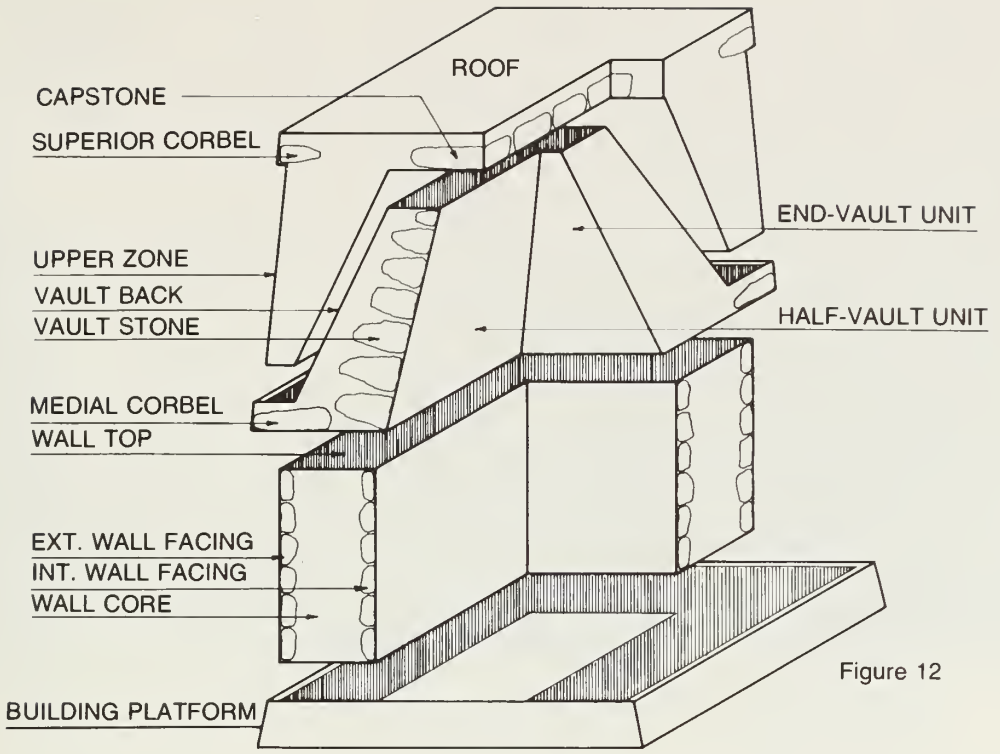 ROOF
CAPSTONE
SUPERIOR CORBEL
END-VAULT UNIT
UPPER ZONE
VAULT BACK
VAULT STONE
HALF-VAULT UNIT
MEDIAL CORBEL
WALL TOP
EXT. WALL FACING
INT. WALL FACING
WALL CORE
Figure 12
BUILDING PLATFORM